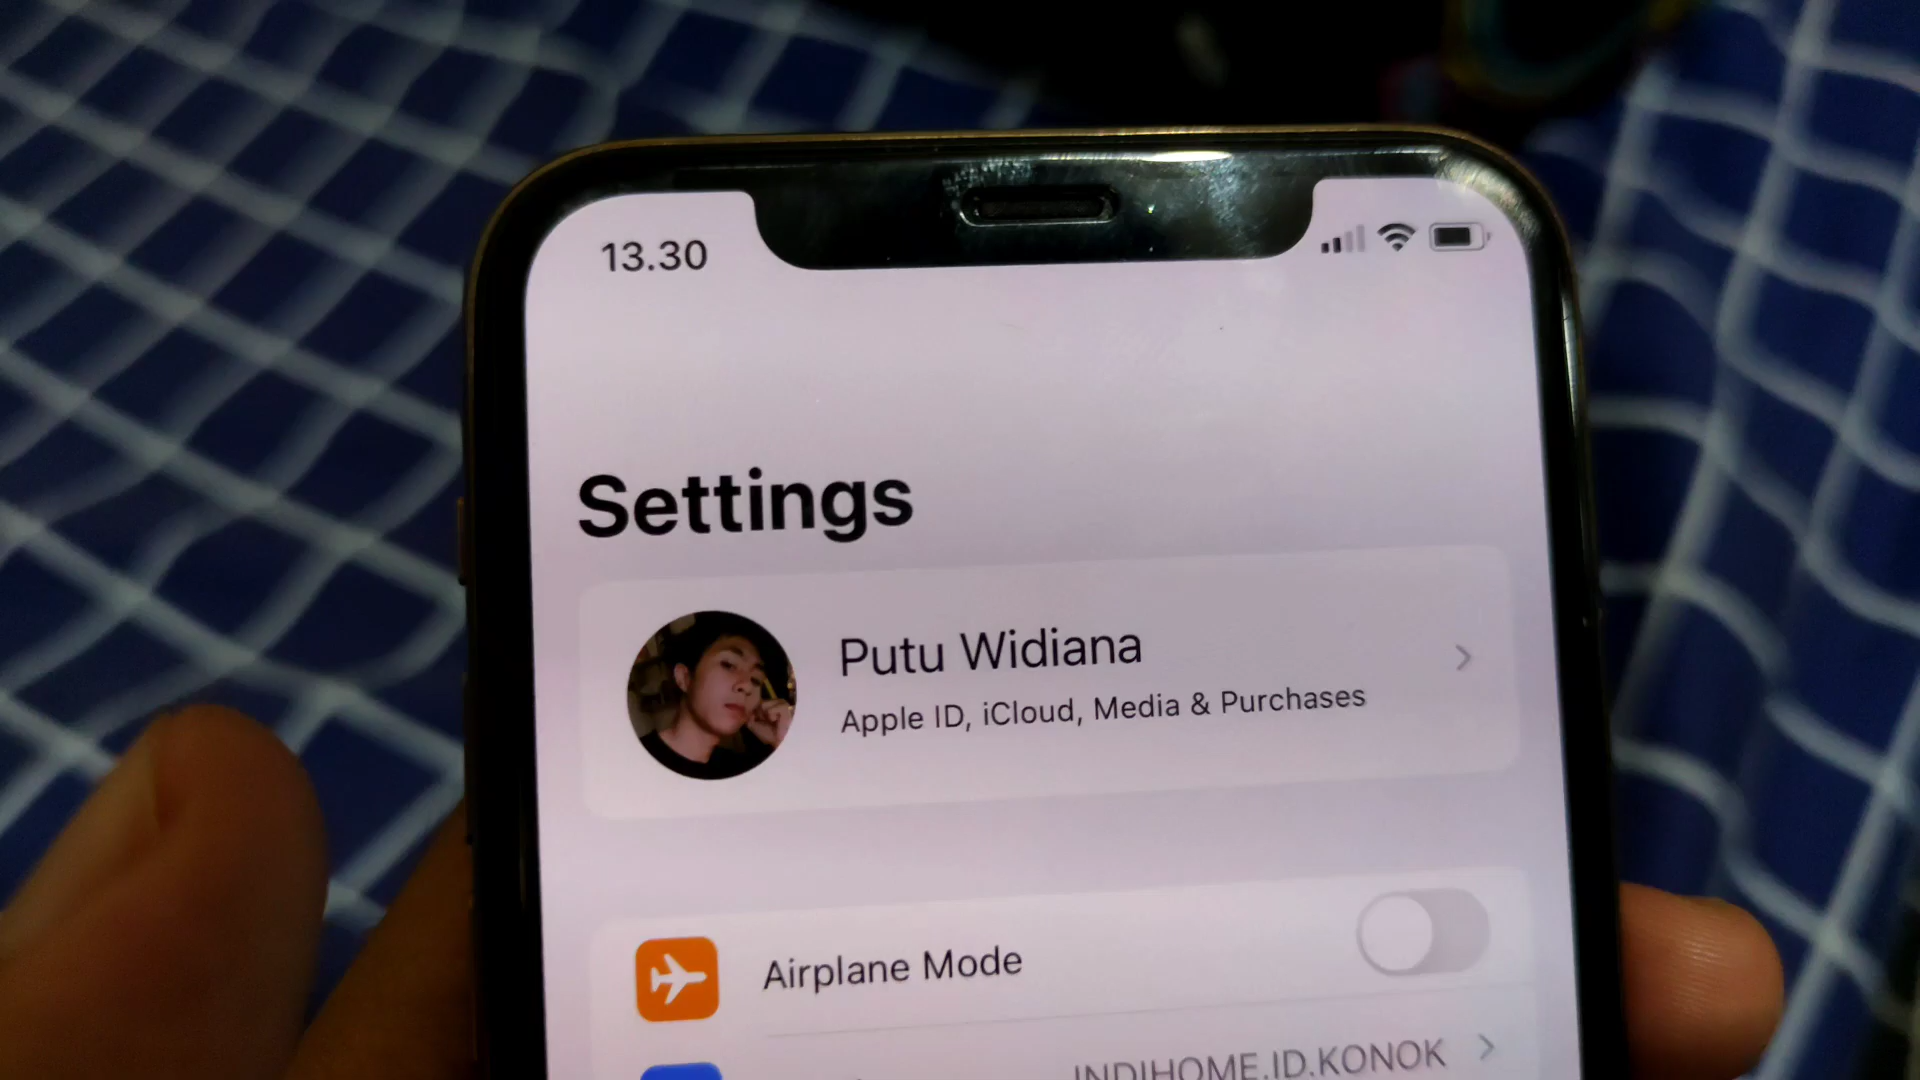 13.30
Settings
Putu Widiana
Apple ID, iCloud, Media & Purchases
Airplane Mode
INDIHOME.ID.KONOK